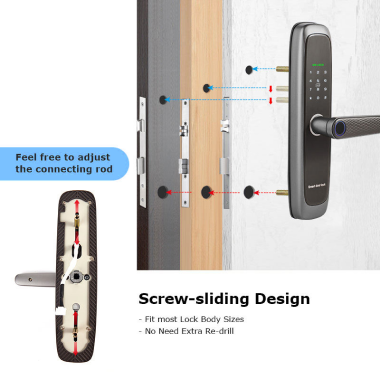 Feel free to adjust
the connecting rod
Screw-sliding Design
- Fit most Lock Body Sizes
- No Need Extra Re-drill